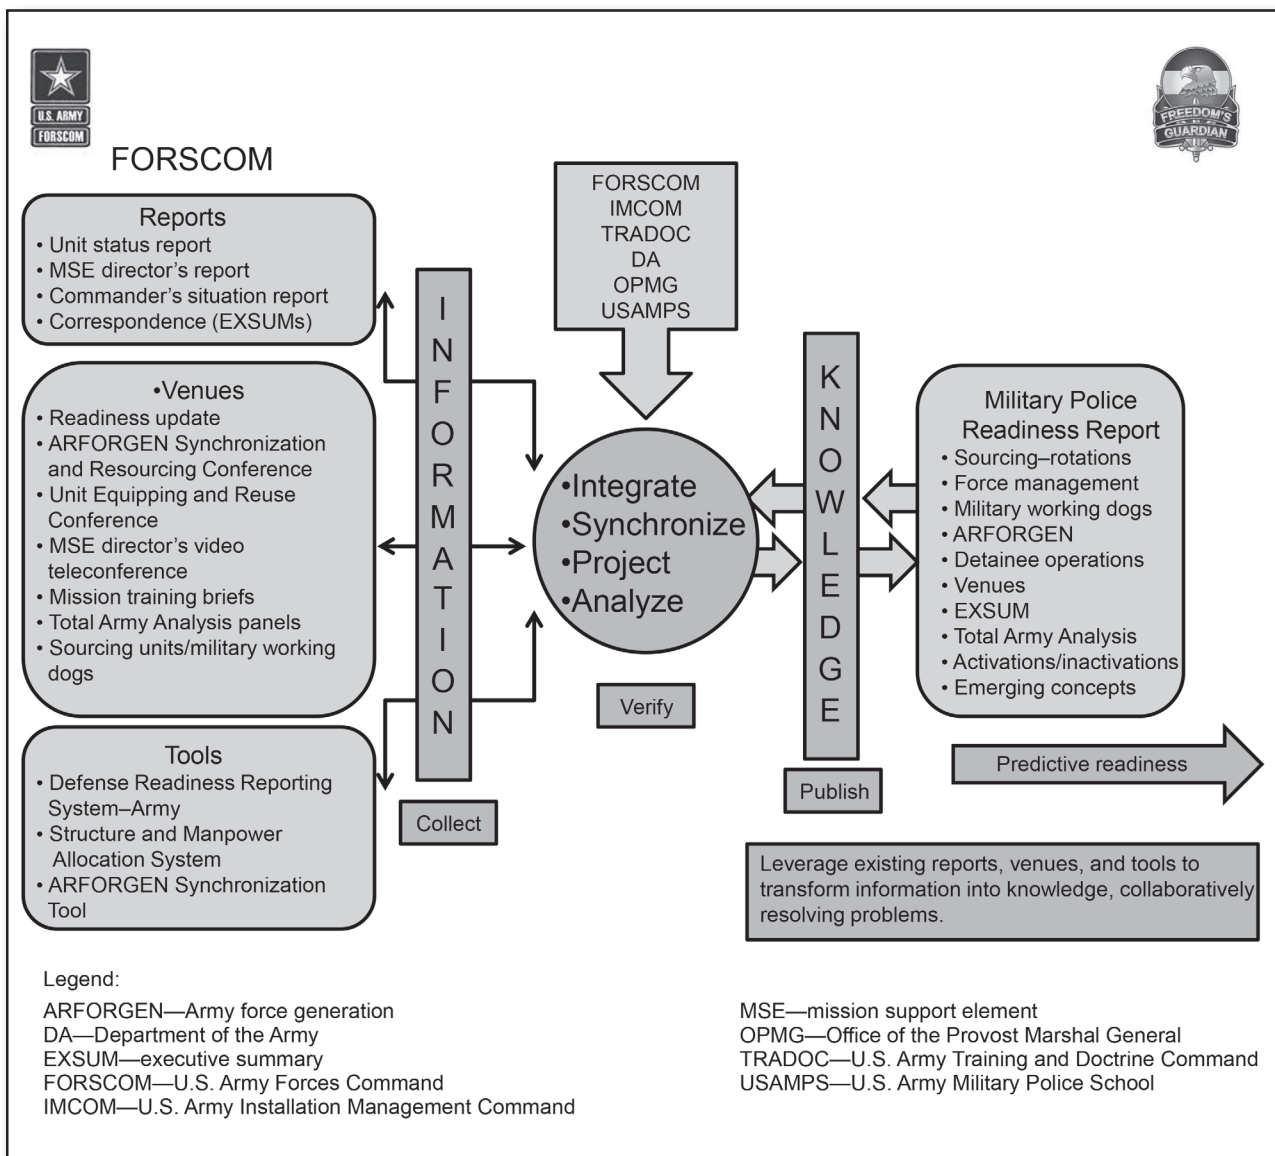 U.S. ARMY
FORSCOM
FREEDOM'S
GUARDIAN
FORSCOM
Reports
• Unit status report
• MSE director's report
• Commander's situation report
• Correspondence (EXSUMs)
•Venues
• Readiness update
• ARFORGEN Synchronization
and Resourcing Conference
• Unit Equipping and Reuse
Conference
• MSE director's video
teleconference
• Mission training briefs
• Total Army Analysis panels
• Sourcing units/military working
dogs
Tools
• Defense Readiness Reporting
System–Army
• Structure and Manpower
Allocation System
• ARFORGEN Synchronization
Tool
INFORMATION
Collect
FORSCOM
IMCOM
TRADOC
DA
OPMG
USAMPS
•Integrate
•Synchronize
•Project
•Analyze
Verify
KNOWLEDGE
Publish
Military Police
Readiness Report
• Sourcing–rotations
• Force management
• Military working dogs
• ARFORGEN
• Detainee operations
• Venues
• EXSUM
• Total Army Analysis
• Activations/inactivations
• Emerging concepts
Predictive readiness
Leverage existing reports, venues, and tools to
transform information into knowledge, collaboratively
resolving problems.
Legend:
ARFORGEN—Army force generation
DA—Department of the Army
EXSUM—executive summary
FORSCOM—U.S. Army Forces Command
IMCOM—U.S. Army Installation Management Command
MSE—mission support element
OPMG—Office of the Provost Marshal General
TRADOC—U.S. Army Training and Doctrine Command
USAMPS—U.S. Army Military Police School